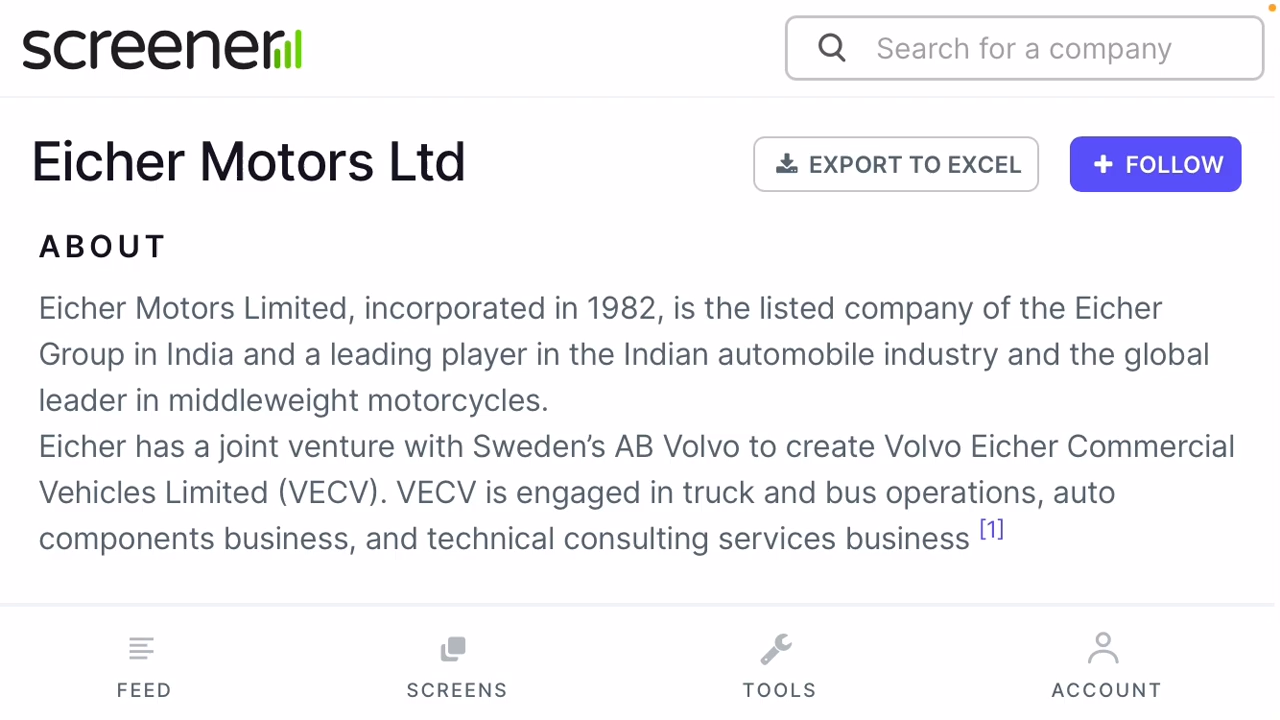 screener
Search for a company
Eicher Motors Ltd
EXPORT TO EXCEL
+ FOLLOW
ABOUT
Eicher Motors Limited, incorporated in 1982, is the listed company of the Eicher
Group in India and a leading player in the Indian automobile industry and the global
leader in middleweight motorcycles.
Eicher has a joint venture with Sweden’s AB Volvo to create Volvo Eicher Commercial
Vehicles Limited (VECV). VECV is engaged in truck and bus operations, auto
components business, and technical consulting services business [1]
FEED
SCREENS
TOOLS
ACCOUNT